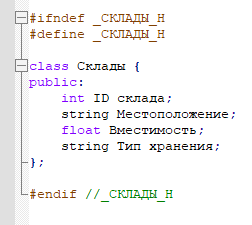 #ifndef _СКЛАДЫ_H
#define _СКЛАДЫ_H
class Склады {
public:
int ID склада;
string Местоположение;
float Вместимость;
string Тип хранения;
};
#endif //_СКЛАДЫ_H